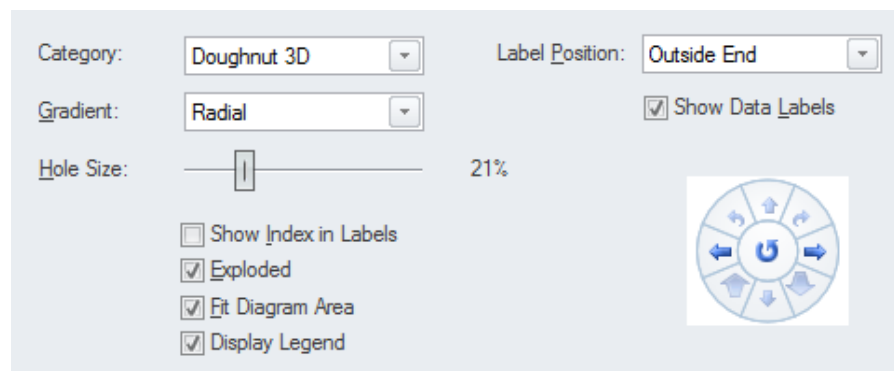 Category: Doughnut 3D Label Position: Outside End
Gradient: Radial Show Data Labels
Hole Size: 21%
Show Index in Labels
Exploded
Fit Diagram Area
Display Legend